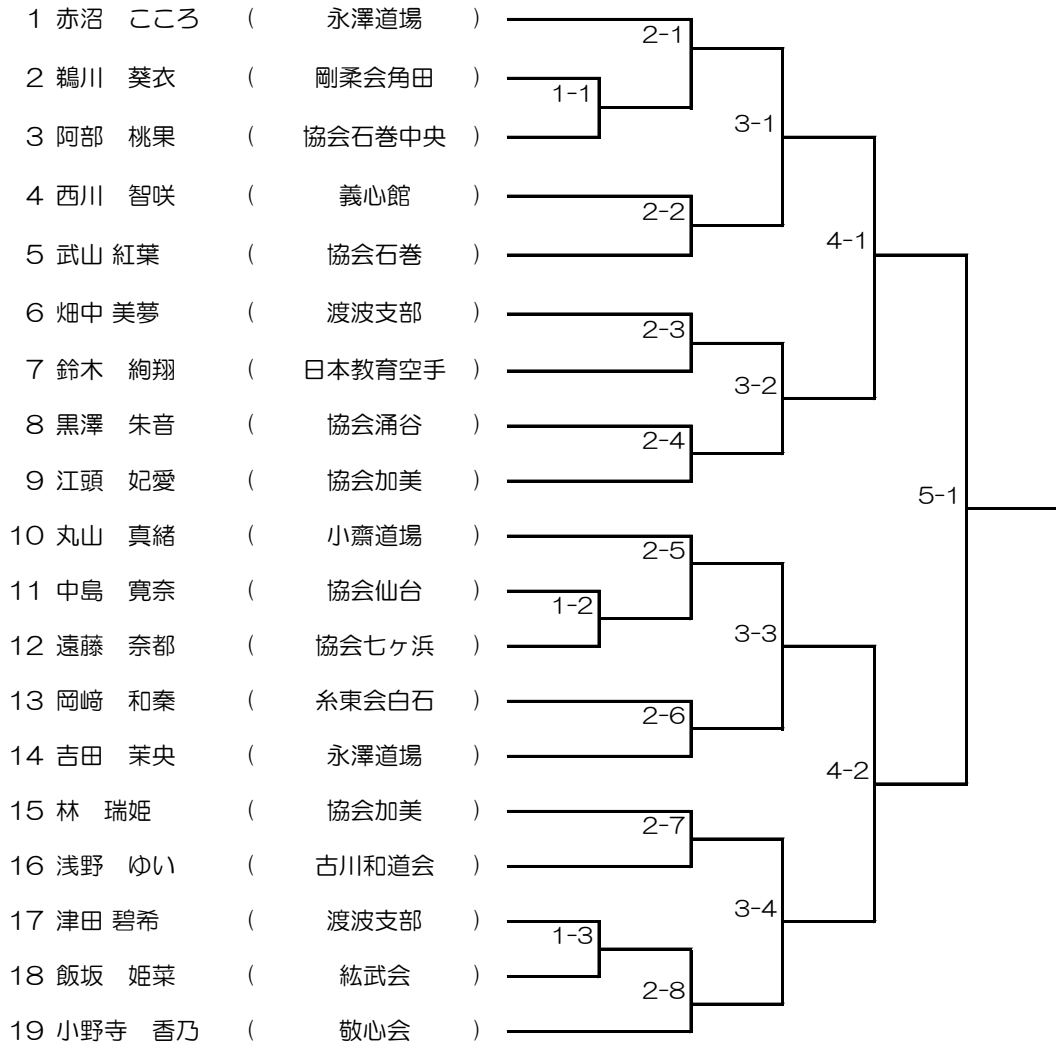 1 赤沼　こころ ( 永澤道場 )
2-1
2 鵜川　葵衣 ( 剛柔会角田 )
1-1
3 阿部　桃果 ( 協会石巻中央 )
3-1
4 西川　智咲 ( 義心館 )
2-2
4-1
5 武山 紅葉 ( 協会石巻 )
6 畑中 美夢 ( 渡波支部 )
2-3
7 鈴木　絢翔 ( 日本教育空手 )
3-2
8 黒澤　朱音 ( 協会涌谷 )
2-4
9 江頭　妃愛 ( 協会加美 )
5-1
10 丸山　真緒 ( 小齋道場 )
2-5
11 中島　寛奈 ( 協会仙台 )
1-2
12 遠藤　奈都 ( 協会七ヶ浜 )
3-3
13 岡﨑　和奏 ( 糸東会白石 )
2-6
14 吉田　茉央 ( 永澤道場 )
4-2
15 林　瑞姫 ( 協会加美 )
2-7
16 浅野　ゆい ( 古川和道会 )
3-4
17 津田 碧希 ( 渡波支部 )
1-3
18 飯坂　姫菜 ( 紘武会 )
2-8
19 小野寺　香乃 ( 敬心会 )